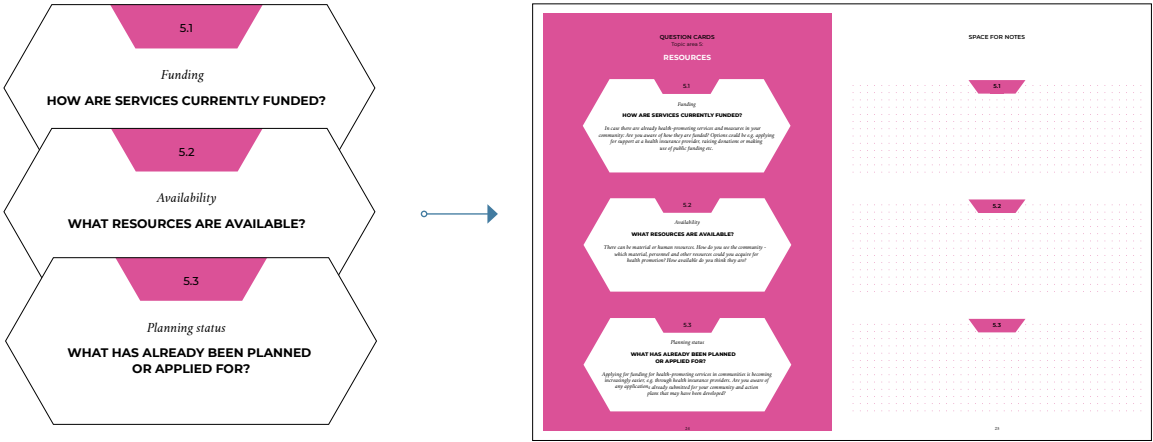 5.1
Funding
HOW ARE SERVICES CURRENTLY FUNDED?
5.2
Availability
WHAT RESOURCES ARE AVAILABLE?
5.3
Planning status
WHAT HAS ALREADY BEEN PLANNED
OR APPLIED FOR?
QUESTION CARDS
Topic area 5:
RESOURCES
5.1
Funding
HOW ARE SERVICES CURRENTLY FUNDED?
In case there are already health-promoting services and measures in your
community: Are you aware of how they are funded? Options could be e.g. applying
for support at a health insurance provider, raising donations or making
use of public funding etc.
5.2
Availability
WHAT RESOURCES ARE AVAILABLE?
There can be material or human resources. How do you see the community –
which material, personnel and other resources could you acquire for
health promotion? How available do you think they are?
5.3
Planning status
WHAT HAS ALREADY BEEN PLANNED
OR APPLIED FOR?
Applying for funding for health-promoting services in communities is becoming
increasingly easier, e.g. through health insurance providers. Are you aware of
any applications already submitted for your community and action
plans that may have been developed?
SPACE FOR NOTES
5.1
5.2
5.3